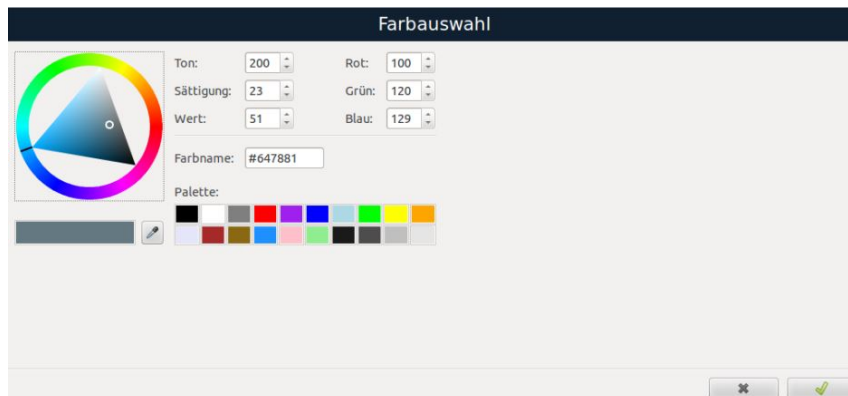 Farbauswahl
Ton: 200 Rot: 100
Sättigung: 23 Grün: 120
Wert: 51 Blau: 129
Farbname: #647881
Palette: